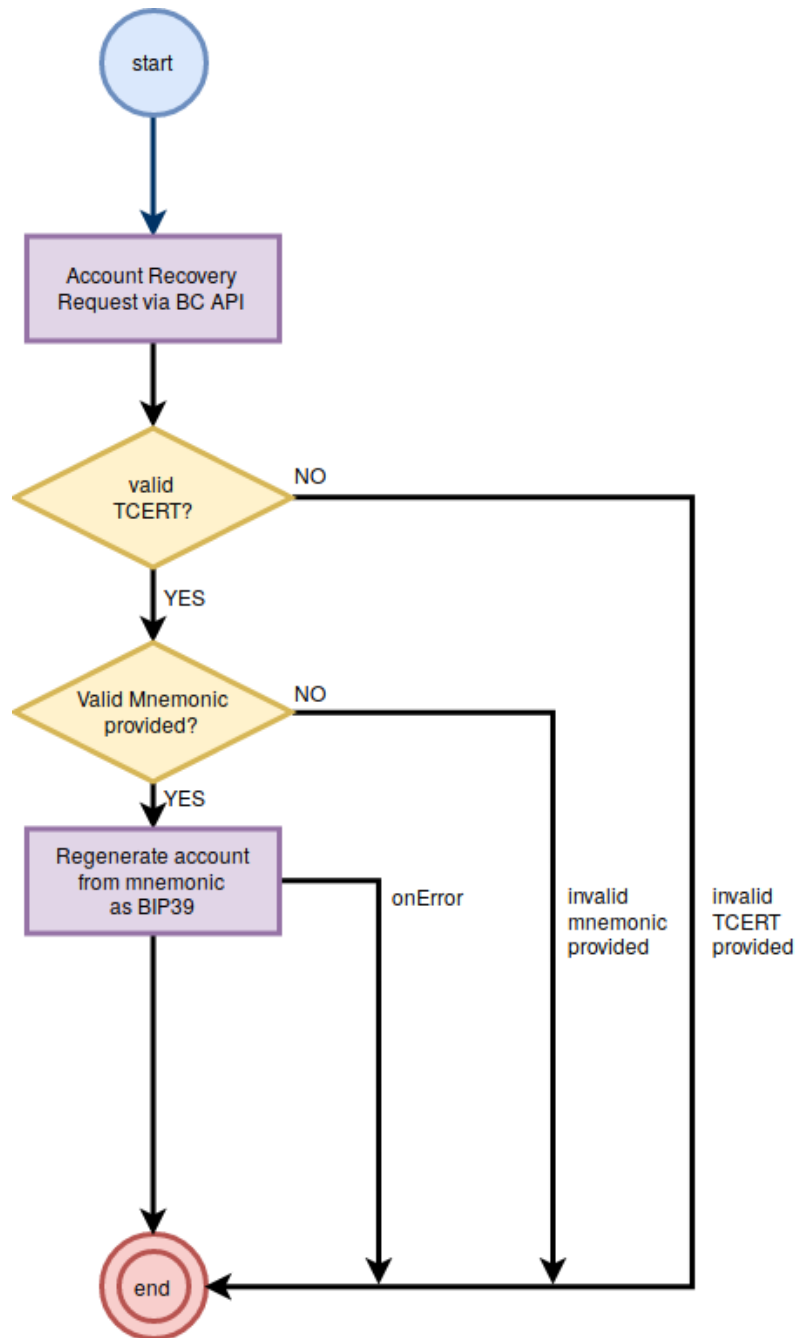 start
Account Recovery
Request via BC API
valid
TCERT?
NO
YES
Valid Mnemonic
provided?
NO
YES
Regenerate account
from mnemonic
as BIP39
onError
invalid
mnemonic
provided
invalid
TCERT
provided
end